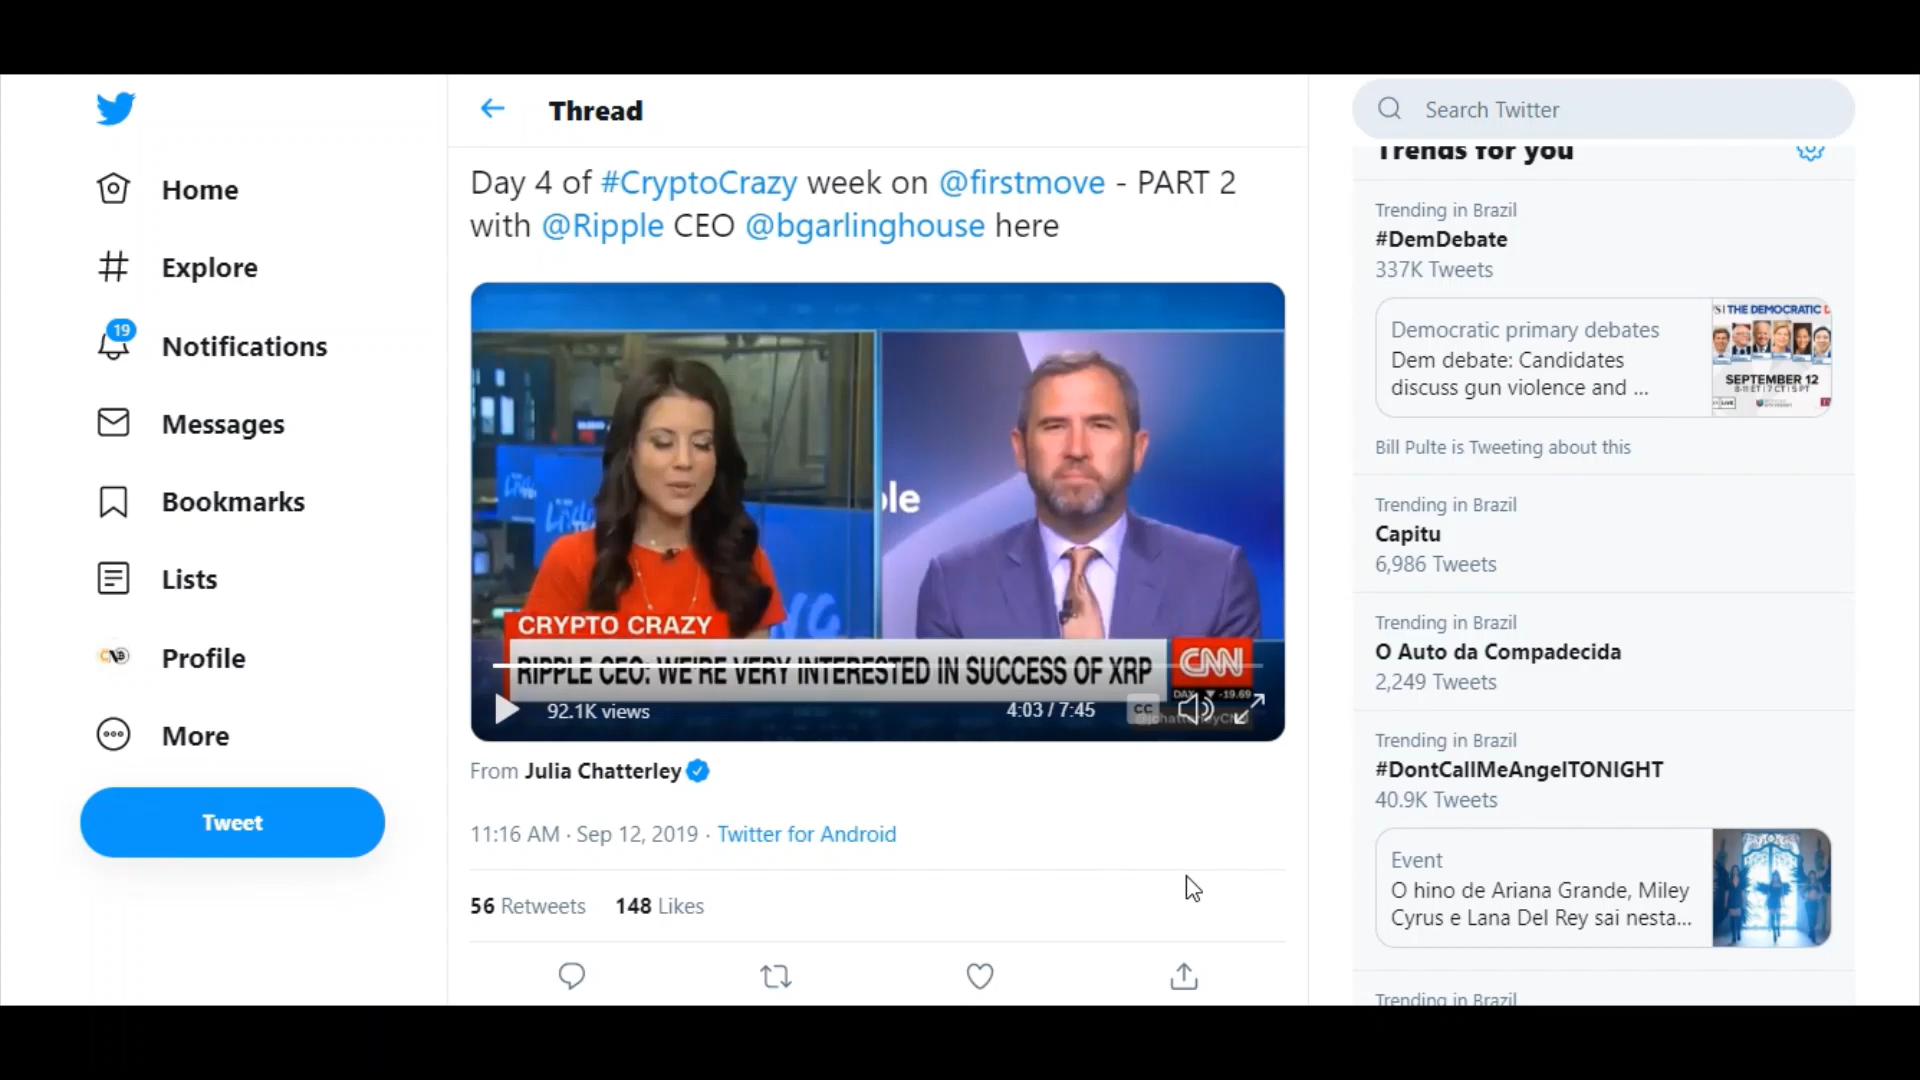 Home
Explore
19
Notifications
Messages
Bookmarks
Lists
Profile
More
Tweet
Thread
Day 4 of #CryptoCrazy week on @firstmove - PART 2
with @Ripple CEO @bgarlinghouse here
ple
CRYPTO CRAZY
RIPPLE CEO: WE'RE VERY INTERESTED IN SUCCESS OF XRP
CNN
DAX ▼ -19.69
92.1K views
4:03 / 7:45
CC
From Julia Chatterley
11:16 AM · Sep 12, 2019 · Twitter for Android
56 Retweets 148 Likes
Search Twitter
Trends for you
Trending in Brazil
#DemDebate
337K Tweets
Democratic primary debates
Dem debate: Candidates
discuss gun violence and ...
THE DEMOCRATIC
SEPTEMBER 12
LIVE
Bill Pulte is Tweeting about this
Trending in Brazil
Capitu
6,986 Tweets
Trending in Brazil
O Auto da Compadecida
2,249 Tweets
Trending in Brazil
#DontCallMeAngelTONIGHT
40.9K Tweets
Event
O hino de Ariana Grande, Miley
Cyrus e Lana Del Rey sai nesta...
Trending in Brazil